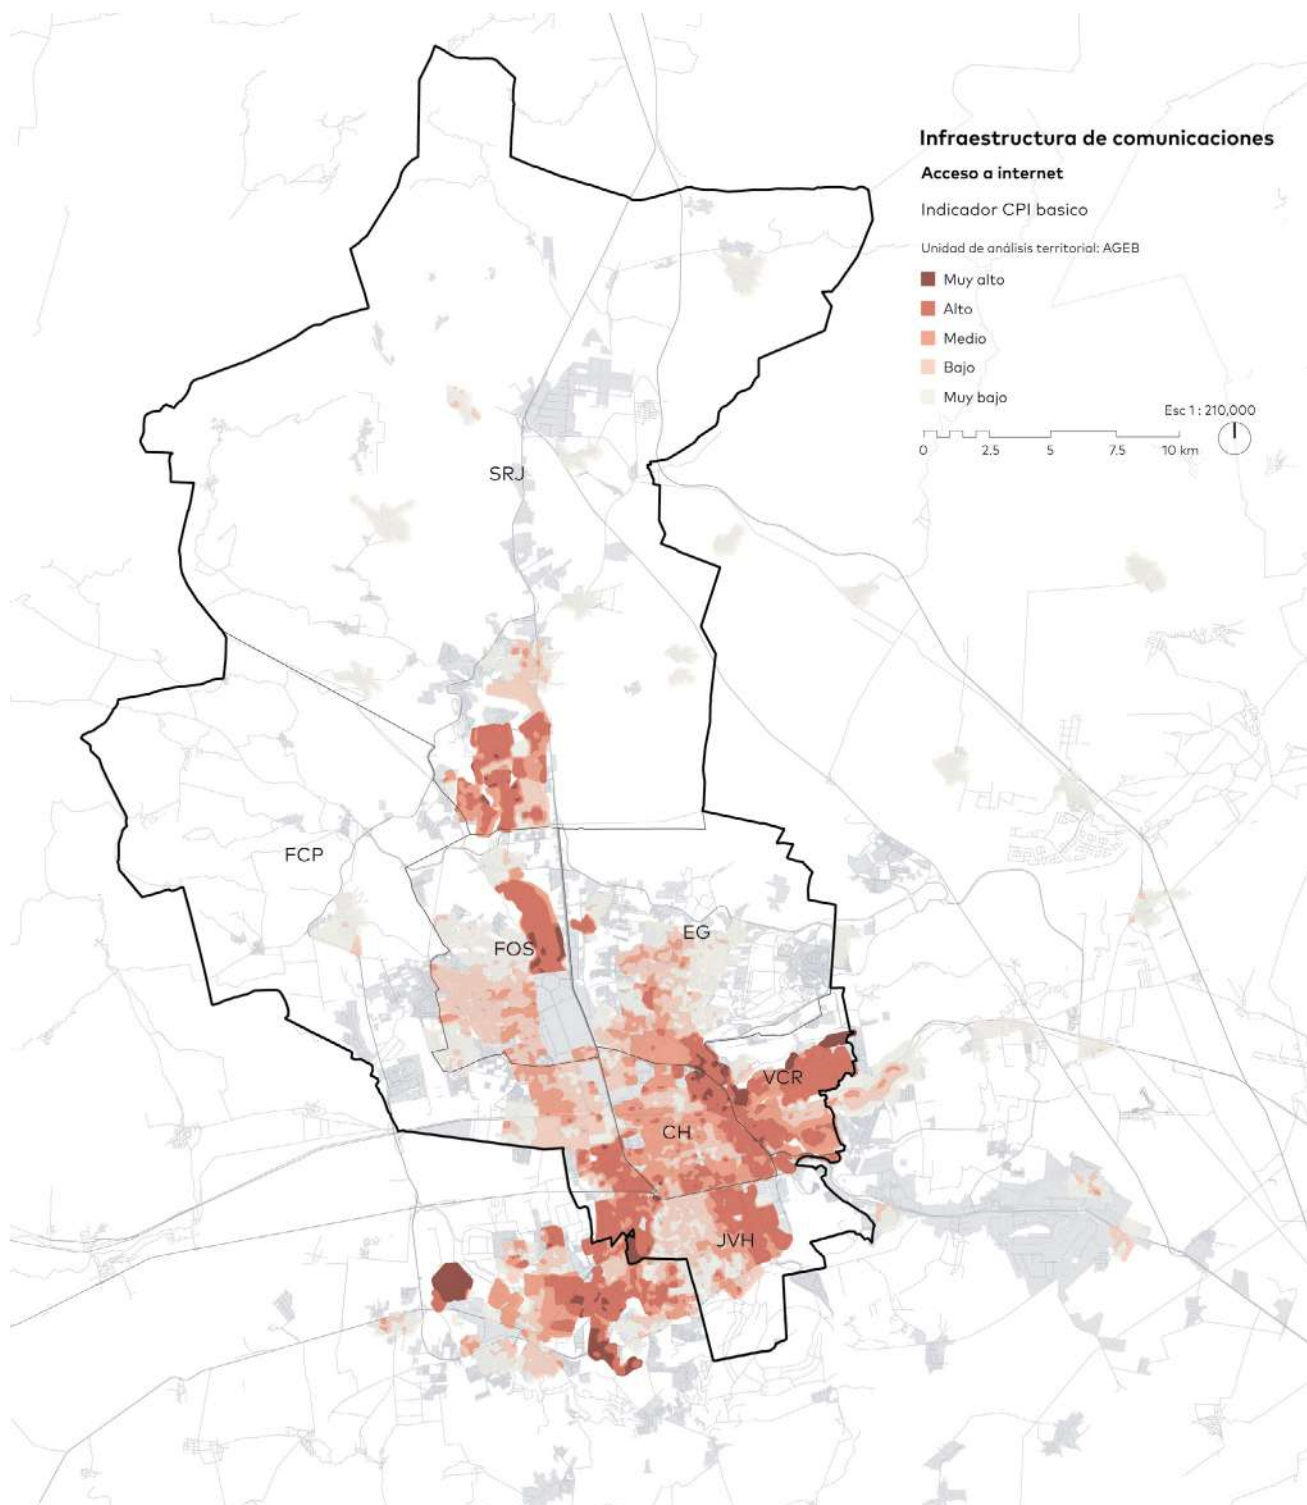 Infraestructura de comunicaciones
Acceso a internet
Indicador CPI basico
Unidad de análisis territorial: AGEB
Muy alto
Alto
Medio
Bajo
Muy bajo
Esc 1 : 210,000
0 2.5 5 7.5 10 km
SRJ
FCP
FOS
EG
VCR
CH
JVH